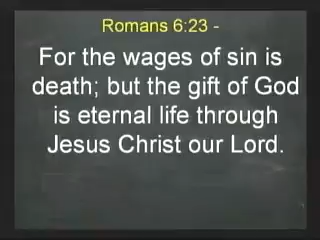 Romans 6:23 -
For the wages of sin is
death; but the gift of God
is eternal life through
Jesus Christ our Lord.